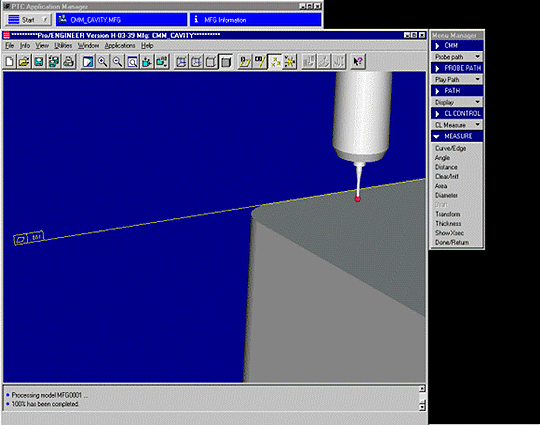 PTC Application Manager
Start
CMM_CAVITY.MFG
MFG Information
**********Pro/ENGINEER Version H-03-39 Mfg: CMM_CAVITY**********
File Info View Utilities Window Applications Help
Processing model MFG0001 ...
100% has been completed.
Menu Manager
CMM
Probe path
PROBE PATH
Play Path
PATH
Display
CL CONTROL
CL Measure
MEASURE
Curve/Edge
Angle
Distance
Clear/Intf
Area
Diameter
Draft
Transform
Thickness
Show Xsec
Done/Return